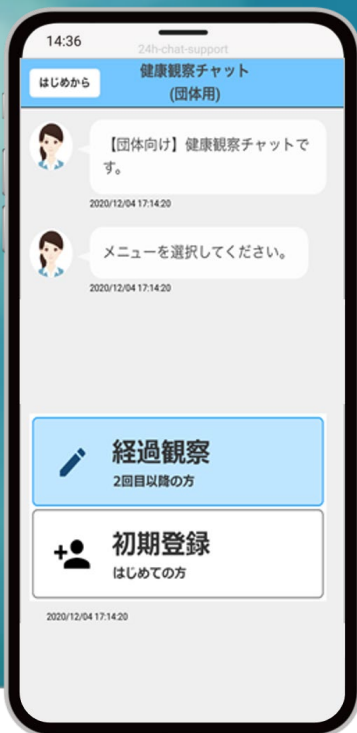 14:36
24h-chat-support
はじめから
健康観察チャット
(団体用)
【団体向け】健康観察チャットで
す。
2020/12/04 17:14:20
メニューを選択してください。
2020/12/04 17:14:20
経過観察
2回目以降の方
初期登録
はじめての方
2020/12/04 17:14:20